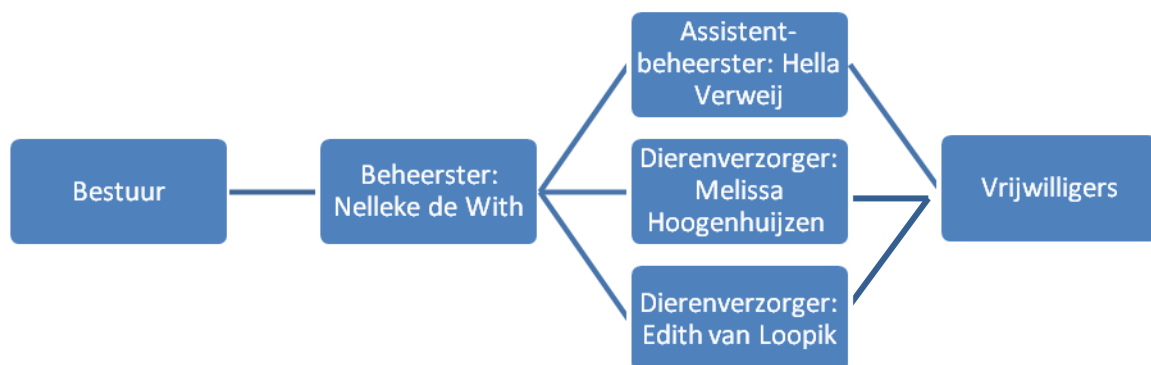 Bestuur
Beheerster:
Nelleke de With
Assistent-
beheerster: Hella
Verweij
Dierenverzorger:
Melissa
Hoogenhuijzen
Dierenverzorger:
Edith van Loopik
Vrijwilligers